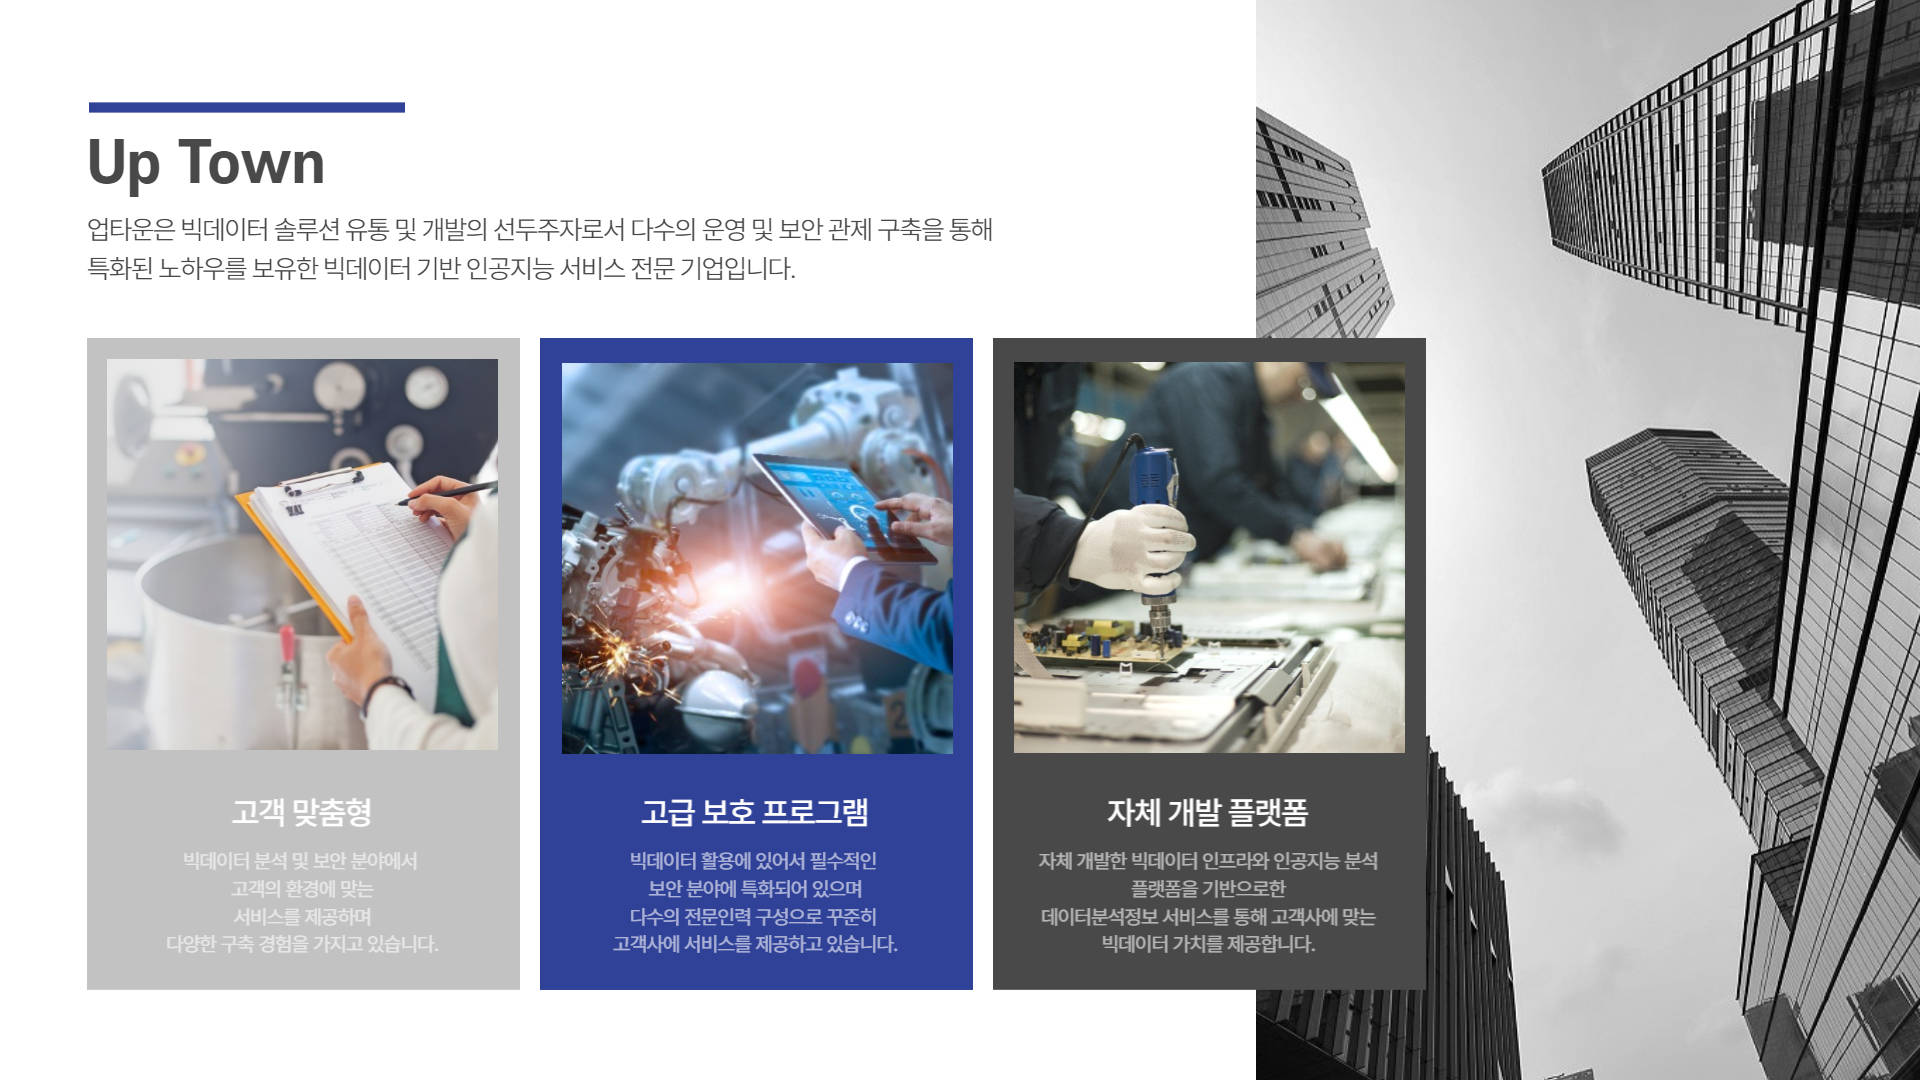 Up Town
업타운은 빅데이터 솔루션 유통 및 개발의 선두주자로서 다수의 운영 및 보안 관제 구축을 통해
특화된 노하우를 보유한 빅데이터 기반 인공지능 서비스 전문 기업입니다.
고객 맞춤형
빅데이터 분석 및 보안 분야에서
고객의 환경에 맞는
서비스를 제공하며
다양한 구축 경험을 가지고 있습니다.
고급 보호 프로그램
빅데이터 활용에 있어서 필수적인
보안 분야에 특화되어 있으며
다수의 전문인력 구성으로 꾸준히
고객사에 서비스를 제공하고 있습니다.
자체 개발 플랫폼
자체 개발한 빅데이터 인프라와 인공지능 분석
플랫폼을 기반으로한
데이터분석정보 서비스를 통해 고객사에 맞는
빅데이터 가치를 제공합니다.